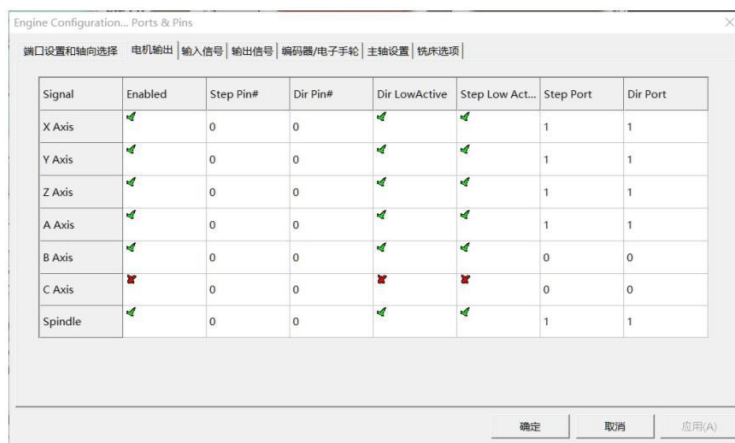 Engine Configuration... Ports & Pins
端口设置和轴向选择 电机输出 输入信号 输出信号 编码器/电子手轮 主轴设置 铣床选项
Signal Enabled Step Pin# Dir Pin# Dir LowActive Step Low Act... Step Port Dir Port
X Axis 0 0 1 1
Y Axis 0 0 1 1
Z Axis 0 0 1 1
A Axis 0 0 1 1
B Axis 0 0 0 0
C Axis 0 0 0 0
Spindle 0 0 1 1
确定 取消 应用(A)